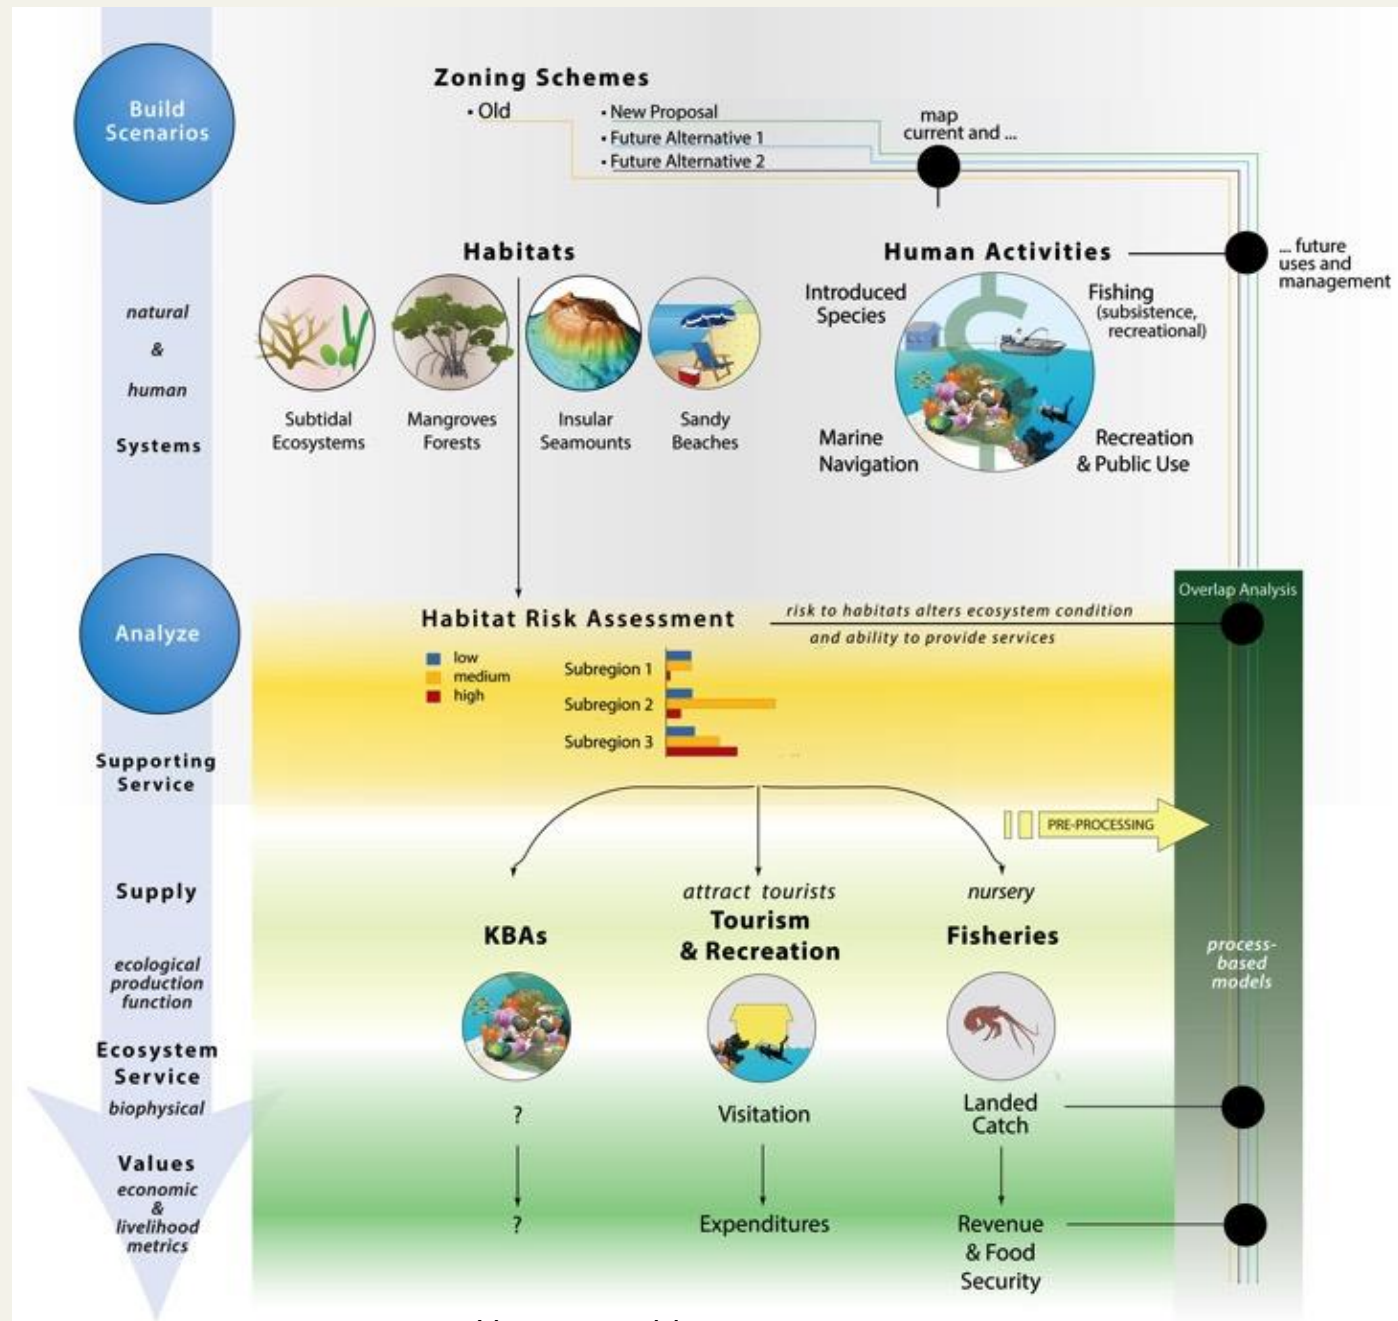 Build
Scenarios
Zoning Schemes
• Old
• New Proposal
• Future Alternative 1
• Future Alternative 2
map
current and ...
... future
uses and
management
natural
&
human
Systems
Habitats
Subtidal
Ecosystems
Mangroves
Forests
Insular
Seamounts
Sandy
Beaches
Human Activities
Introduced
Species
Fishing
(subsistence,
recreational)
Marine
Navigation
Recreation
& Public Use
Analyze
Habitat Risk Assessment
low
medium
high
Subregion 1
Subregion 2
Subregion 3
risk to habitats alters ecosystem condition
and ability to provide services
Overlap Analysis
Supporting
Service
PRE-PROCESSING
Supply
ecological
production
function
KBAs
attract tourists
Tourism
& Recreation
nursery
Fisheries
process-
based
models
Ecosystem
Service
biophysical
?
Visitation
Landed
Catch
Values
economic
&
livelihood
metrics
?
Expenditures
Revenue
& Food
Security